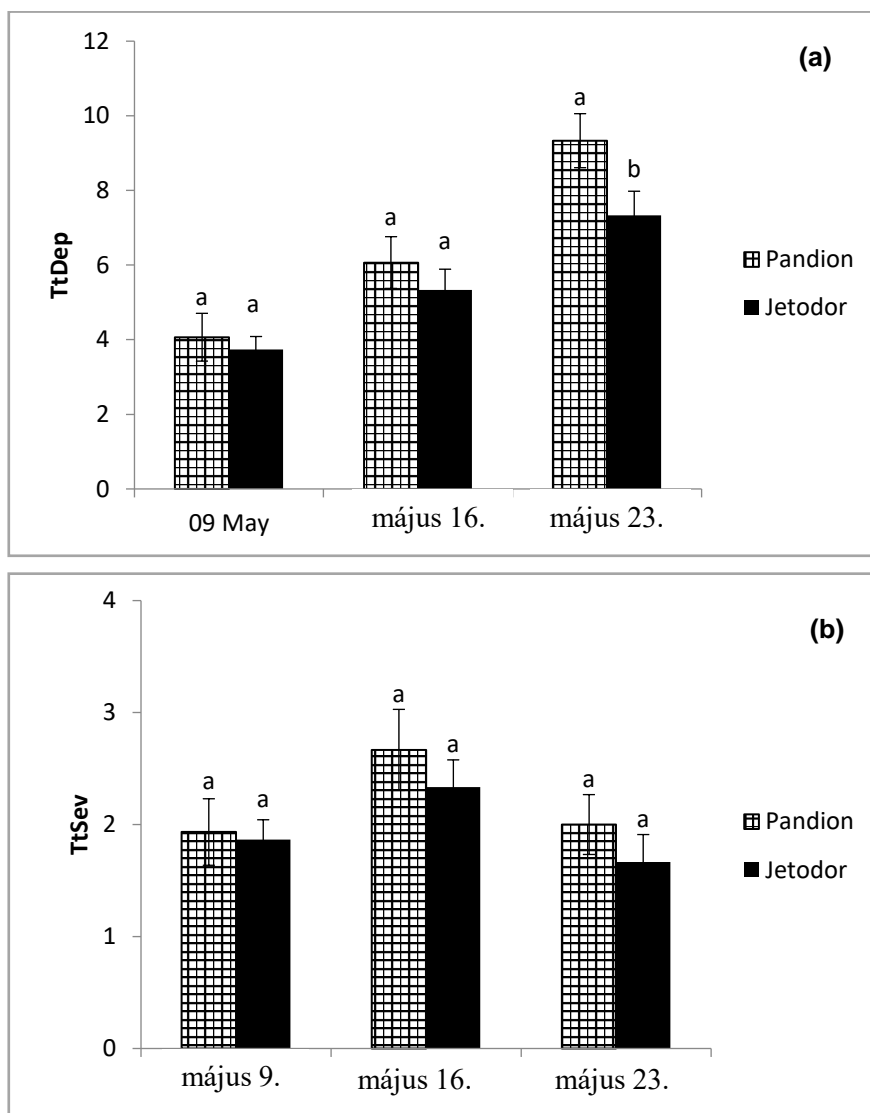 (a)
12
10
8
6
4
2
0
TtDep
a a
a a
a b
09 May május 16. május 23.
Pandion
Jetodor
(b)
4
3
2
1
0
TtSev
a a
a a
a a
május 9. május 16. május 23.
Pandion
Jetodor